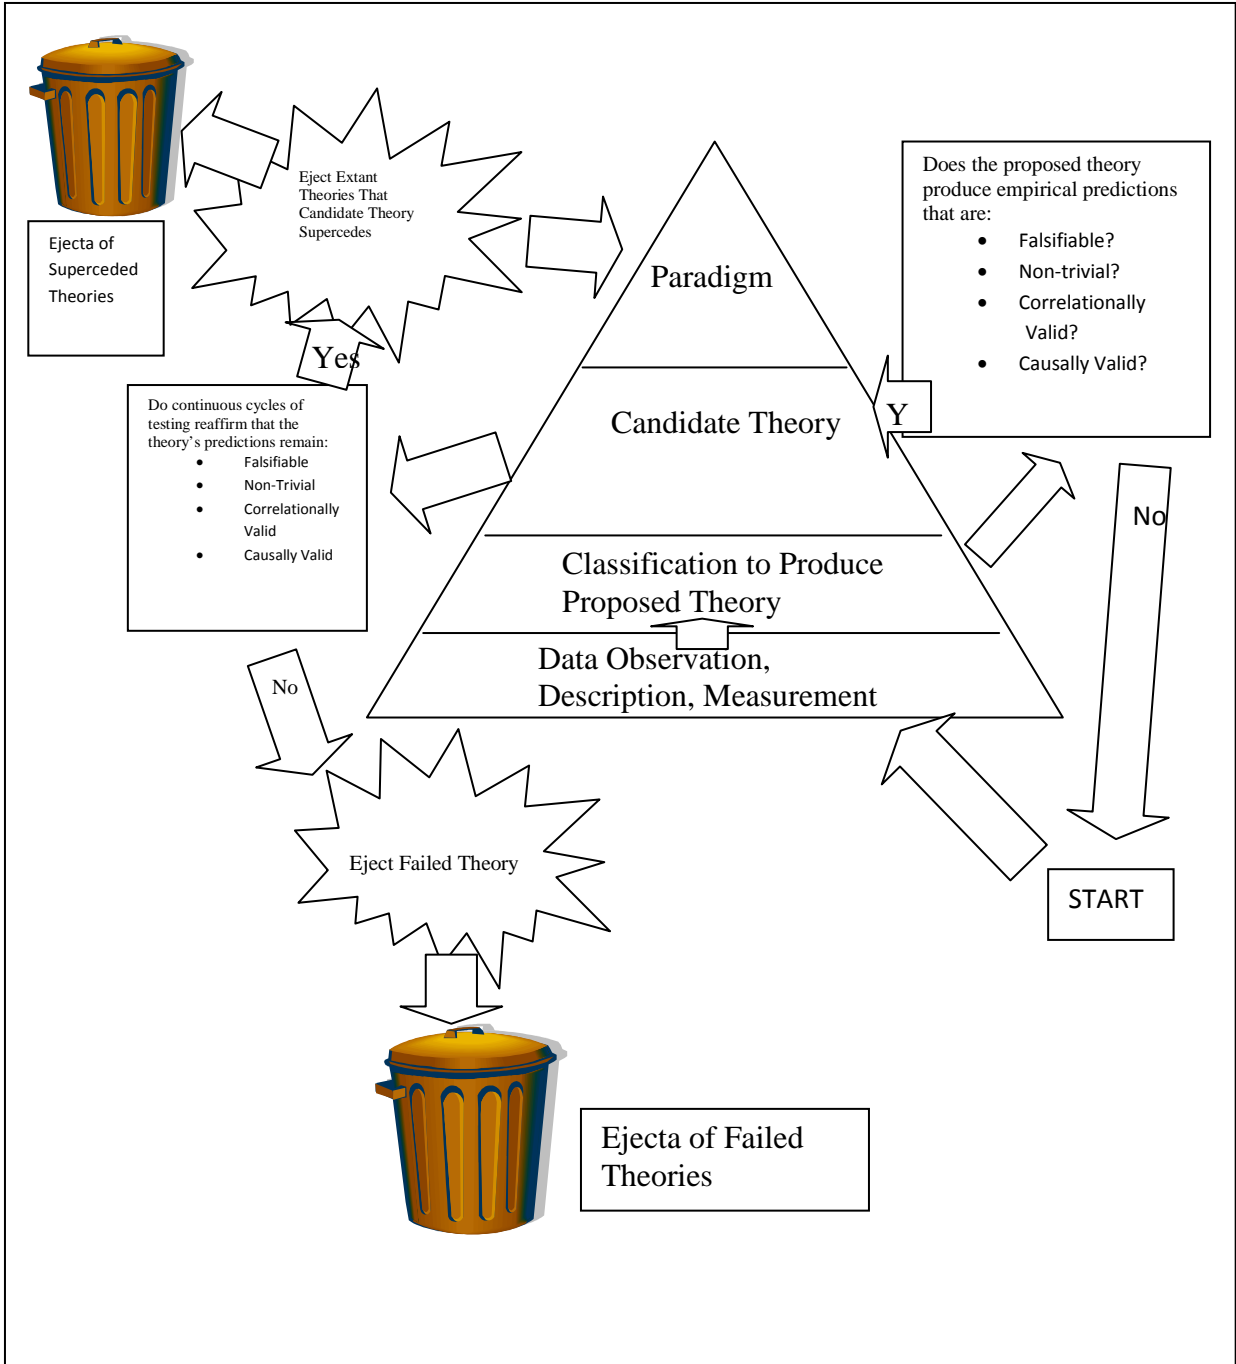 Eject Extant
Theories That
Candidate Theory
Supercedes
Ejecta of
Superceded
Theories
Yes
Do continuous cycles of
testing reaffirm that the
theory's predictions remain:
• Falsifiable
• Non-Trivial
• Correlationally
Valid
• Causally Valid
No
Eject Failed Theory
Ejecta of Failed
Theories
Paradigm
Candidate Theory
Classification to Produce
Proposed Theory
Data Observation,
Description, Measurement
Does the proposed theory
produce empirical predictions
that are:
• Falsifiable?
• Non-trivial?
• Correlationally
Valid?
• Causally Valid?
Y
No
START